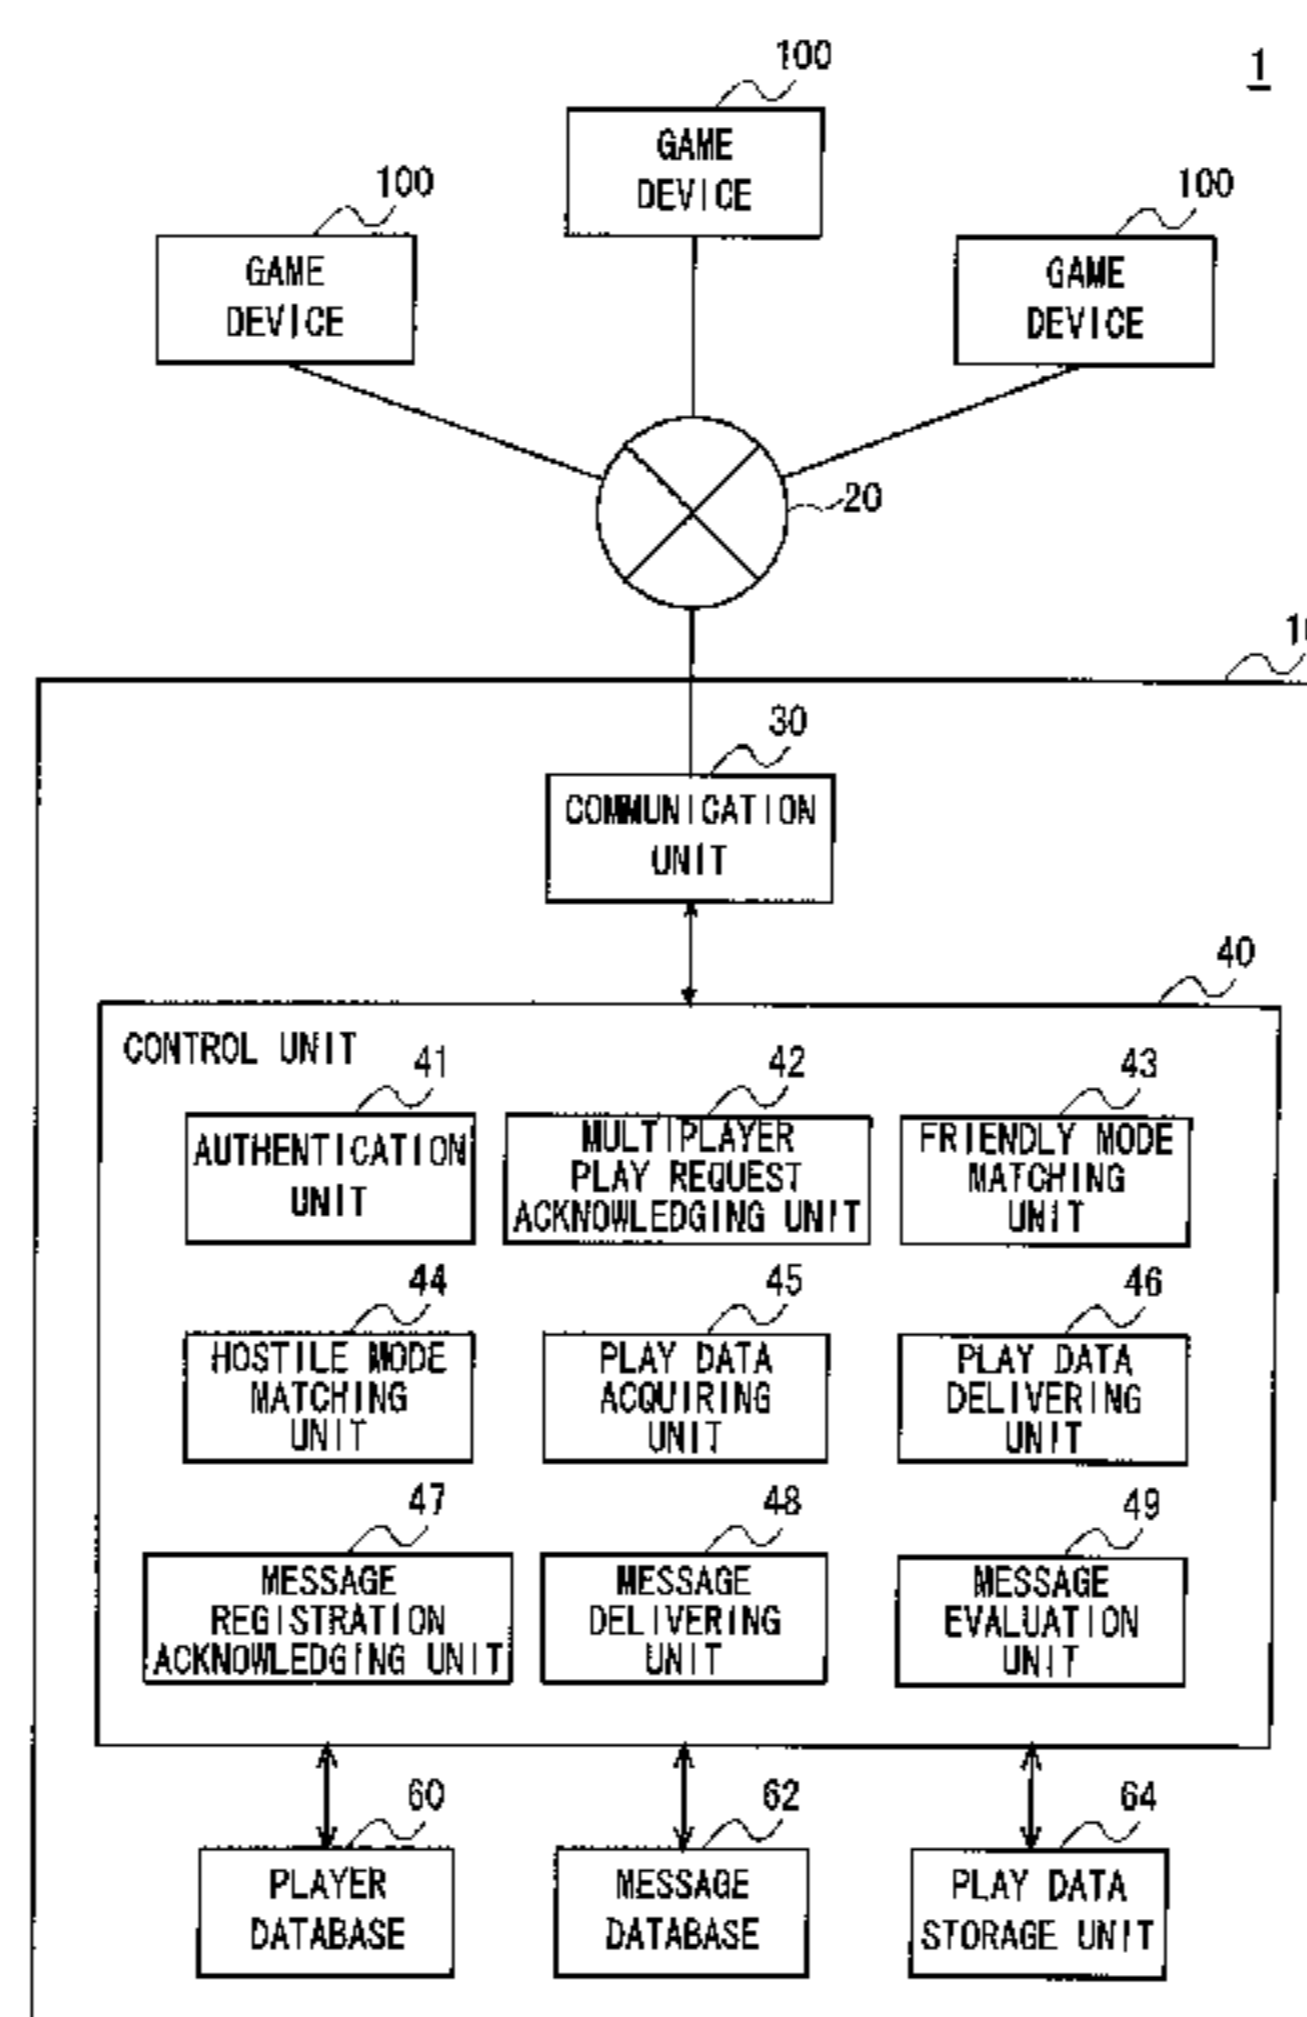 1
100
GAME
DEVICE
100
GAME
DEVICE
100
GAME
DEVICE
20
30
COMMUNICATION
UNIT
40
CONTROL UNIT
41
AUTHENTICATION
UNIT
42
MULTIPLAYER
PLAY REQUEST
ACKNOWLEDGING UNIT
43
FRIENDLY MODE
MATCHING
UNIT
44
HOSTILE MODE
MATCHING
UNIT
45
PLAY DATA
ACQUIRING
UNIT
46
PLAY DATA
DELIVERING
UNIT
47
MESSAGE
REGISTRATION
ACKNOWLEDGING UNIT
48
MESSAGE
DELIVERING
UNIT
49
MESSAGE
EVALUATION
UNIT
60
PLAYER
DATABASE
62
MESSAGE
DATABASE
64
PLAY DATA
STORAGE UNIT